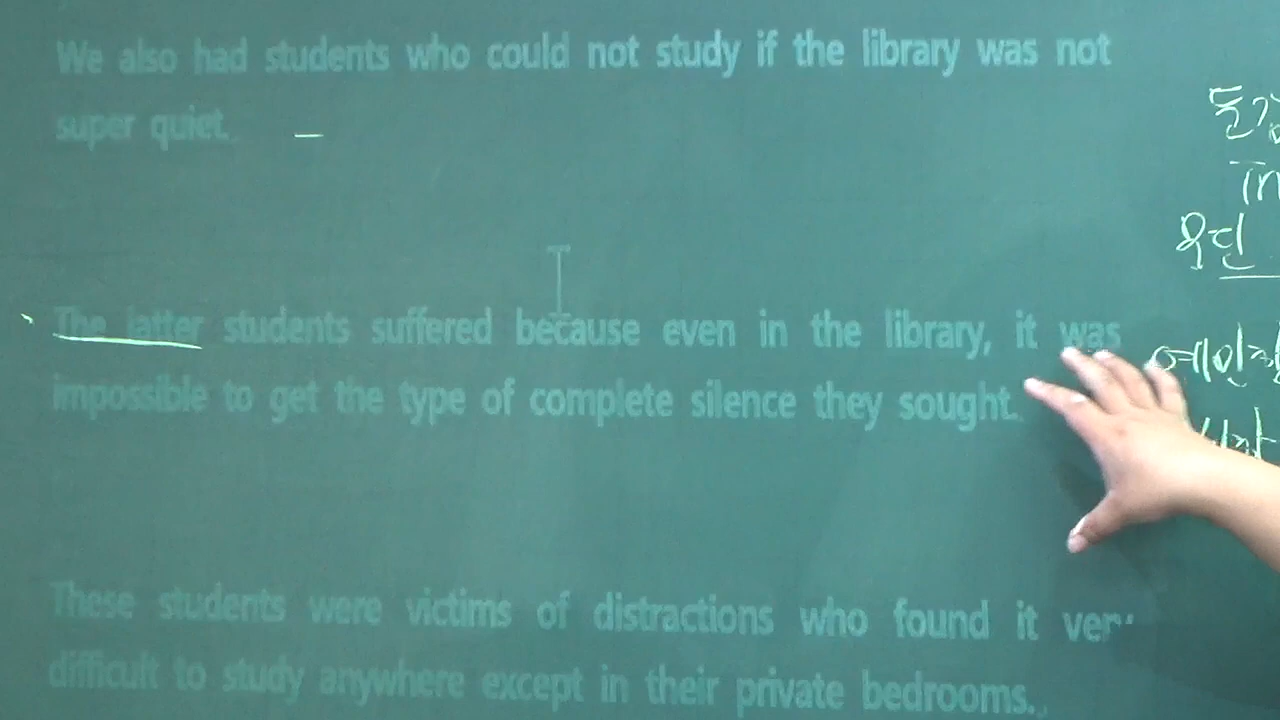 We also had students who could not study if the library was not
super quiet.
The latter students suffered because even in the library, it was
impossible to get the type of complete silence they sought.
These students were victims of distractions who found it very
difficult to study anywhere except in their private bedrooms.